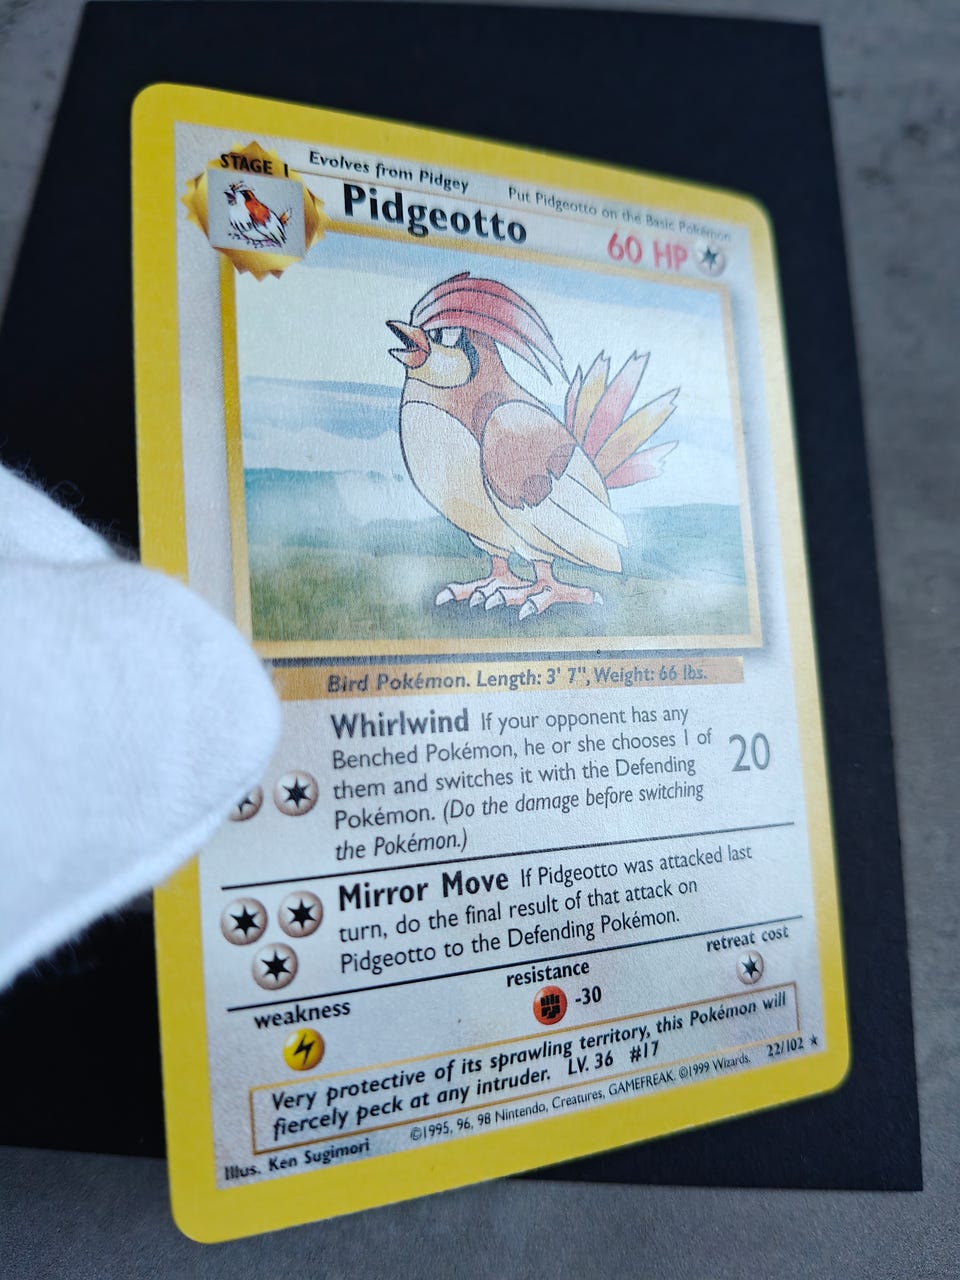 STAGE 1
Evolves from Pidgey
Put Pidgeotto on the Basic Pokémon
Pidgeotto
60 HP
Bird Pokémon. Length: 3' 7", Weight: 66 lbs.
Whirlwind If your opponent has any
Benched Pokémon, he or she chooses 1 of
them and switches it with the Defending
Pokémon. (Do the damage before switching
the Pokémon.)
20
Mirror Move If Pidgeotto was attacked last
turn, do the final result of that attack on
Pidgeotto to the Defending Pokémon.
weakness
resistance
retreat cost
-30
Very protective of its sprawling territory, this Pokémon will
fiercely peck at any intruder. LV. 36 #17
Illus. Ken Sugimori
©1995, 96, 98 Nintendo, Creatures, GAMEFREAK. ©1999 Wizards.
22/102 ★